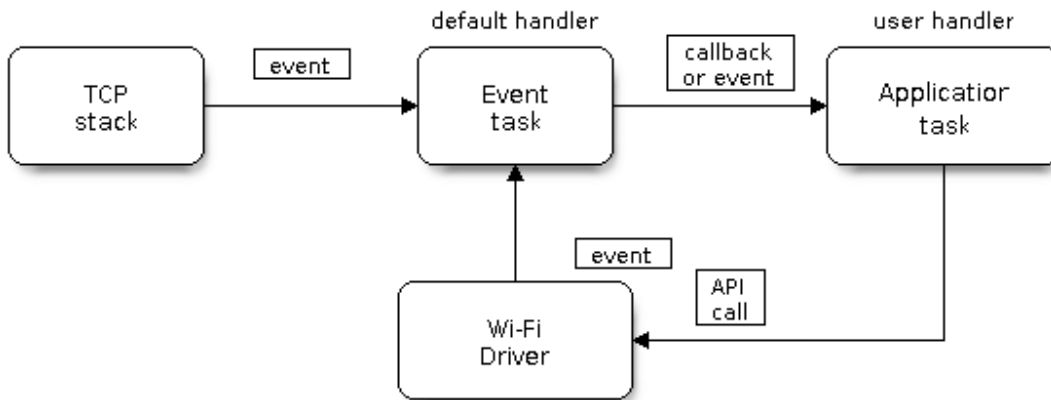 default handler
user handler
event
callback
or event
TCP
stack
Event
task
Applicatior
task
event
API
call
Wi-Fi
Driver